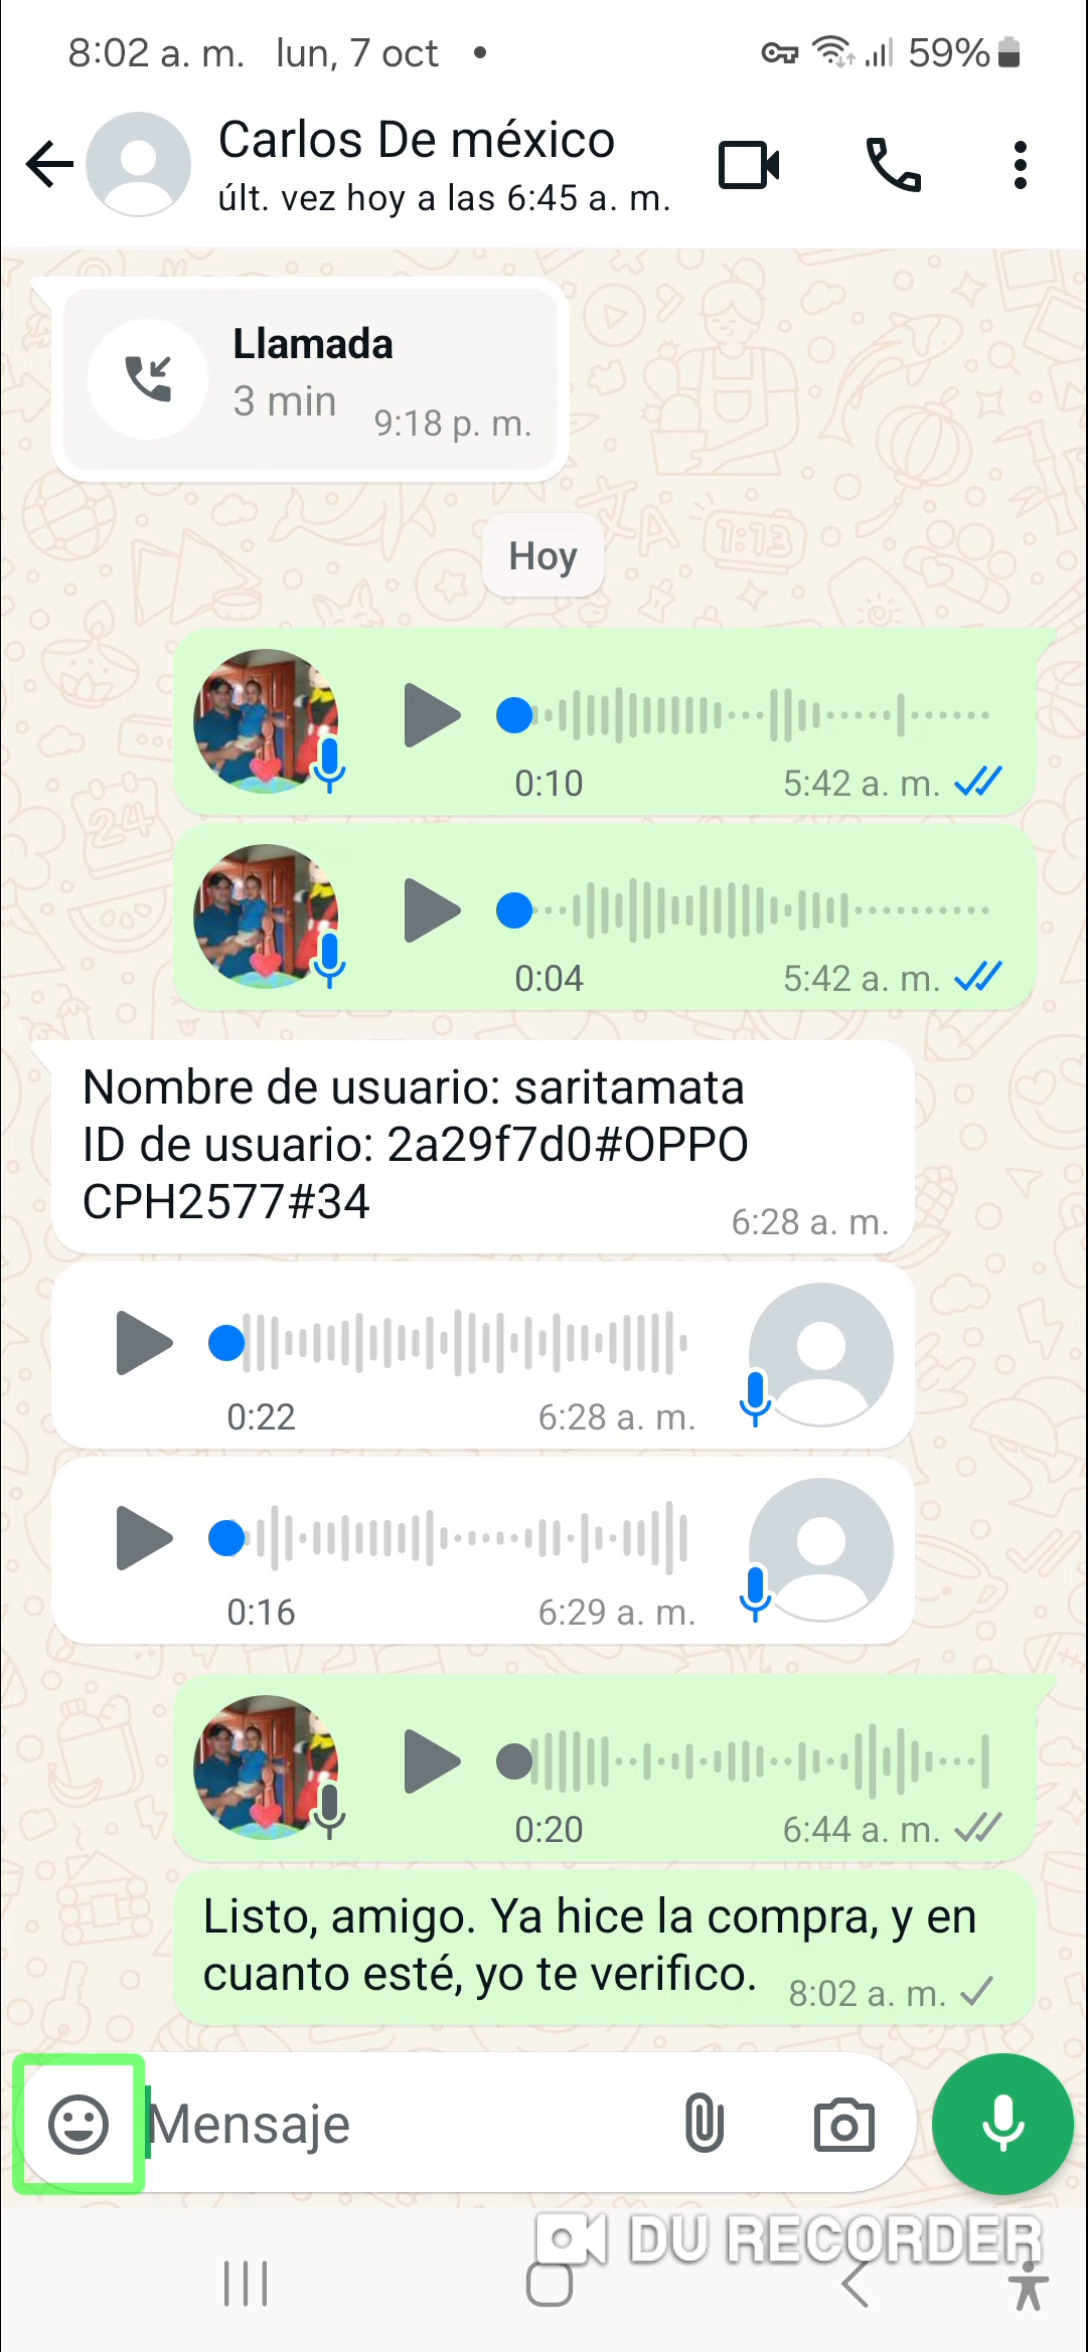 8:02 a. m. lun, 7 oct • 59%
Carlos De méxico
últ. vez hoy a las 6:45 a. m.
Llamada
3 min 9:18 p. m.
Hoy
0:10 5:42 a. m.
0:04 5:42 a. m.
Nombre de usuario: saritamata
ID de usuario: 2a29f7d0#OPPO
CPH2577#34
6:28 a. m.
0:22 6:28 a. m.
0:16 6:29 a. m.
0:20 6:44 a. m.
Listo, amigo. Ya hice la compra, y en
cuanto esté, yo te verifico. 8:02 a. m.
Mensaje
DU RECORDER